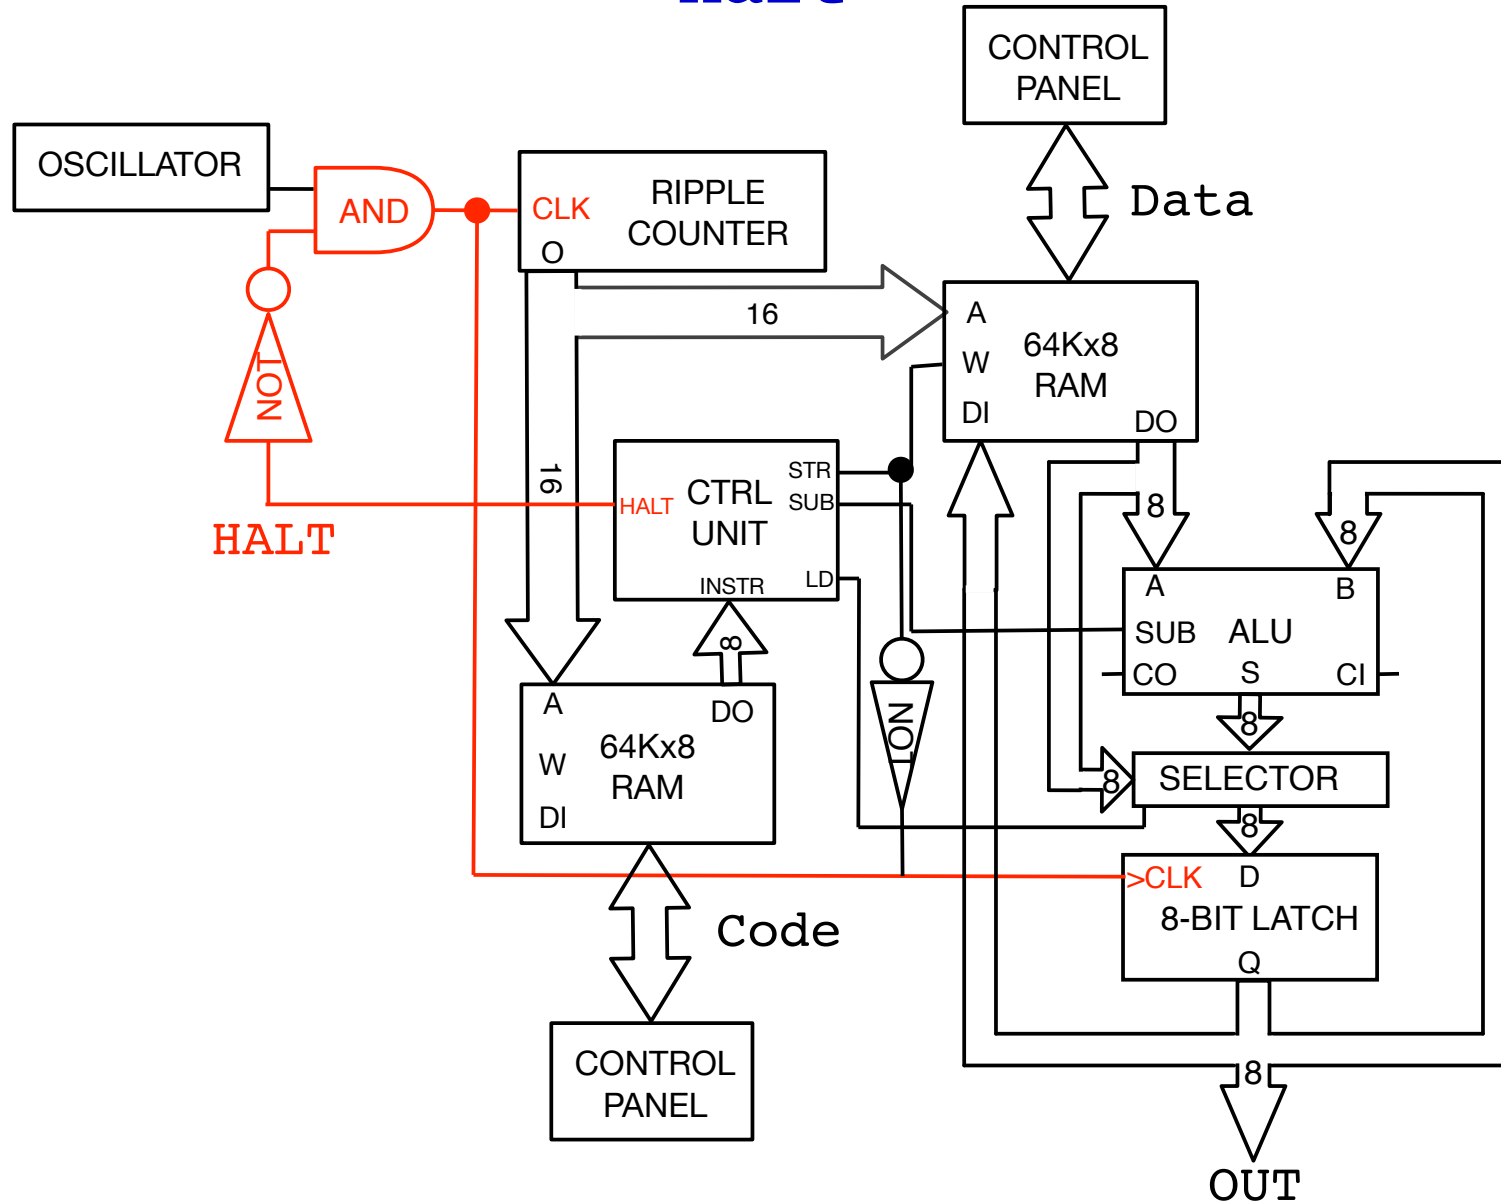 CONTROL
PANEL
OSCILLATOR
AND
CLK
RIPPLE
COUNTER
O
Data
16
A
W
DI
64Kx8
RAM
DO
NOT
16
HALT
HALT
CTRL
UNIT
STR
SUB
LD
INSTR
8
8
8
A
B
SUB
ALU
CO
S
CI
8
A
DO
W
64Kx8
RAM
DI
NOT
8
SELECTOR
8
>CLK
D
8-BIT LATCH
Q
Code
CONTROL
PANEL
8
OUT